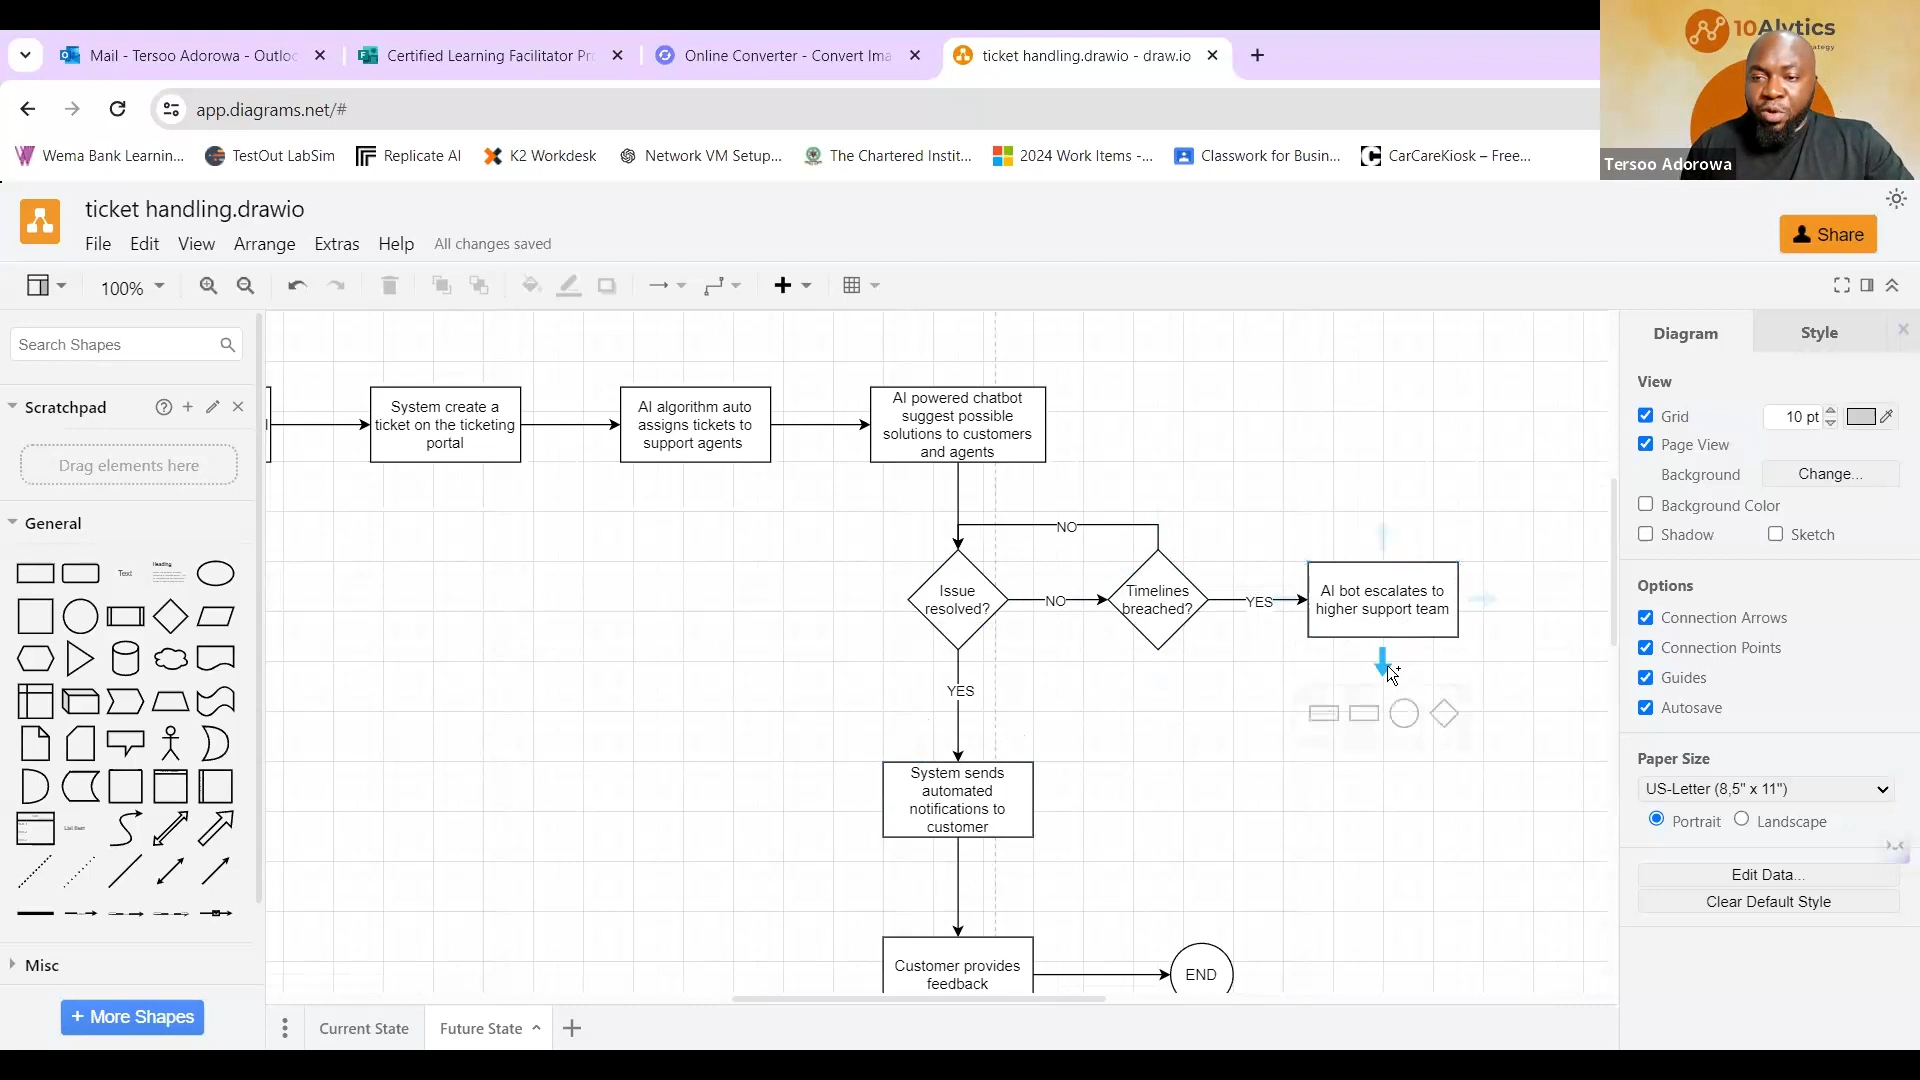 10Alytics
Mail - Tersoo Adorowa - Outloo
Certified Learning Facilitator Pr
Online Converter - Convert Ima
ticket handling.drawio - draw.io
app.diagrams.net/#
Wema Bank Learnin...
TestOut LabSim
Replicate AI
K2 Workdesk
Network VM Setup...
The Chartered Instit...
2024 Work Items -...
Classwork for Busin...
CarCareKiosk – Free...
Tersoo Adorowa
ticket handling.drawio
File Edit View Arrange Extras Help All changes saved
Share
100%
Search Shapes
Scratchpad
Drag elements here
General
Text
Heading
Misc
+ More Shapes
System create a
ticket on the ticketing
portal
AI algorithm auto
assigns tickets to
support agents
AI powered chatbot
suggest possible
solutions to customers
and agents
NO
Issue
resolved?
NO
Timelines
breached?
YES
AI bot escalates to
higher support team
YES
System sends
automated
notifications to
customer
Customer provides
feedback
END
Current State
Future State
Diagram
Style
View
Grid
10 pt
Page View
Background
Change...
Background Color
Shadow
Sketch
Options
Connection Arrows
Connection Points
Guides
Autosave
Paper Size
US-Letter (8,5" x 11")
Portrait
Landscape
Edit Data...
Clear Default Style